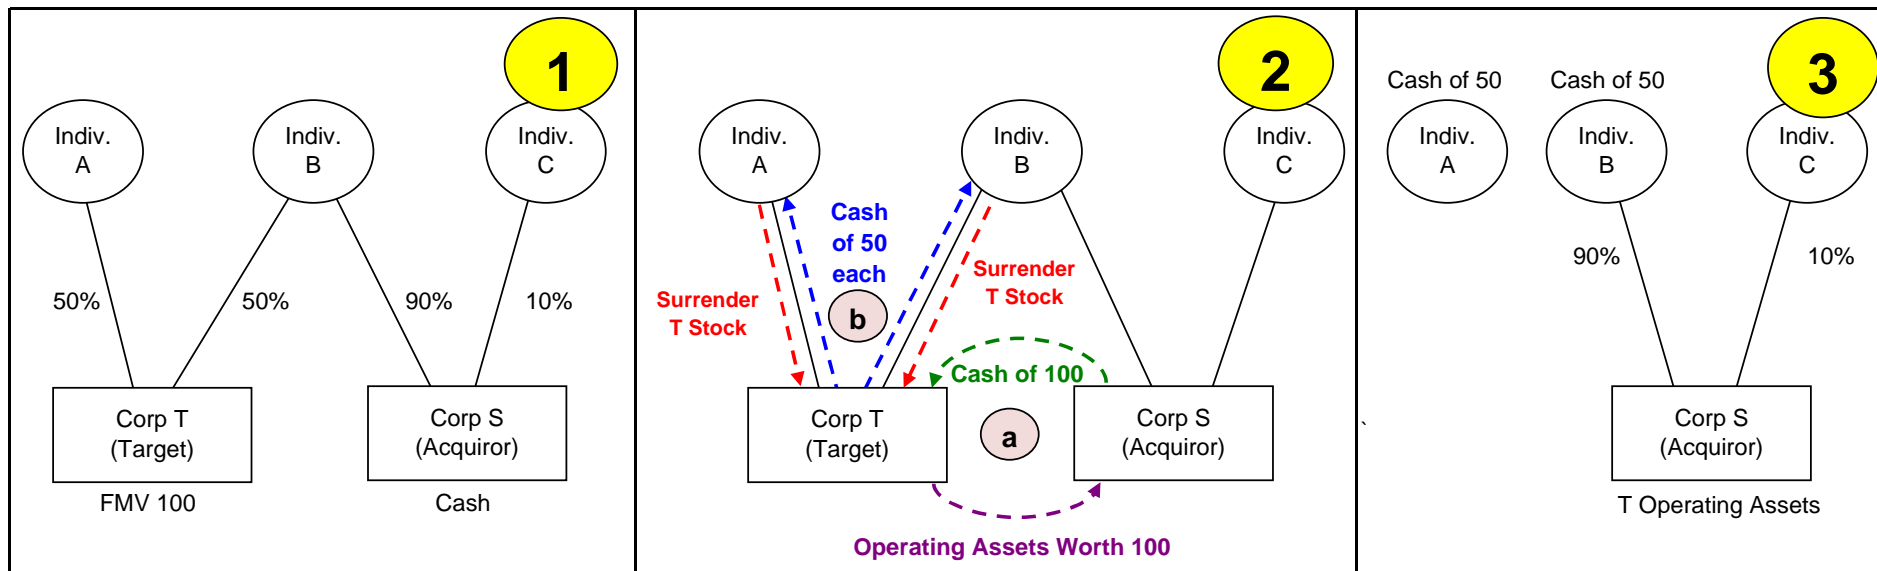 1
Indiv.
A
Indiv.
B
Indiv.
C
50%
50%
90%
10%
Corp T
(Target)
Corp S
(Acquiror)
FMV 100
Cash
2
Indiv.
A
Indiv.
B
Indiv.
C
Cash
of 50
each
Surrender
T Stock
b
Surrender
T Stock
Cash of 100
Corp T
(Target)
a
Corp S
(Acquiror)
Operating Assets Worth 100
3
Cash of 50
Cash of 50
Indiv.
A
Indiv.
B
Indiv.
C
90%
10%
`
Corp S
(Acquiror)
T Operating Assets